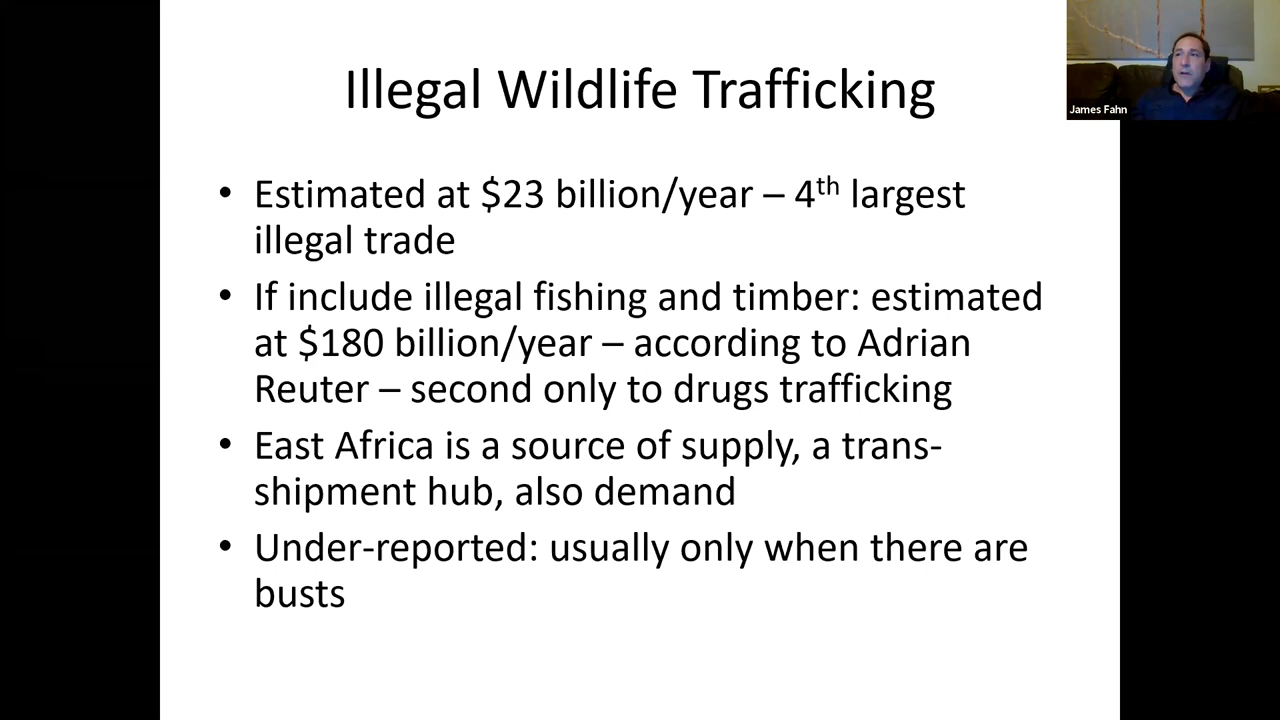 Illegal Wildlife Trafficking
James Fahn
• Estimated at $23 billion/year – 4th largest
illegal trade
• If include illegal fishing and timber: estimated
at $180 billion/year – according to Adrian
Reuter – second only to drugs trafficking
• East Africa is a source of supply, a trans-
shipment hub, also demand
• Under-reported: usually only when there are
busts